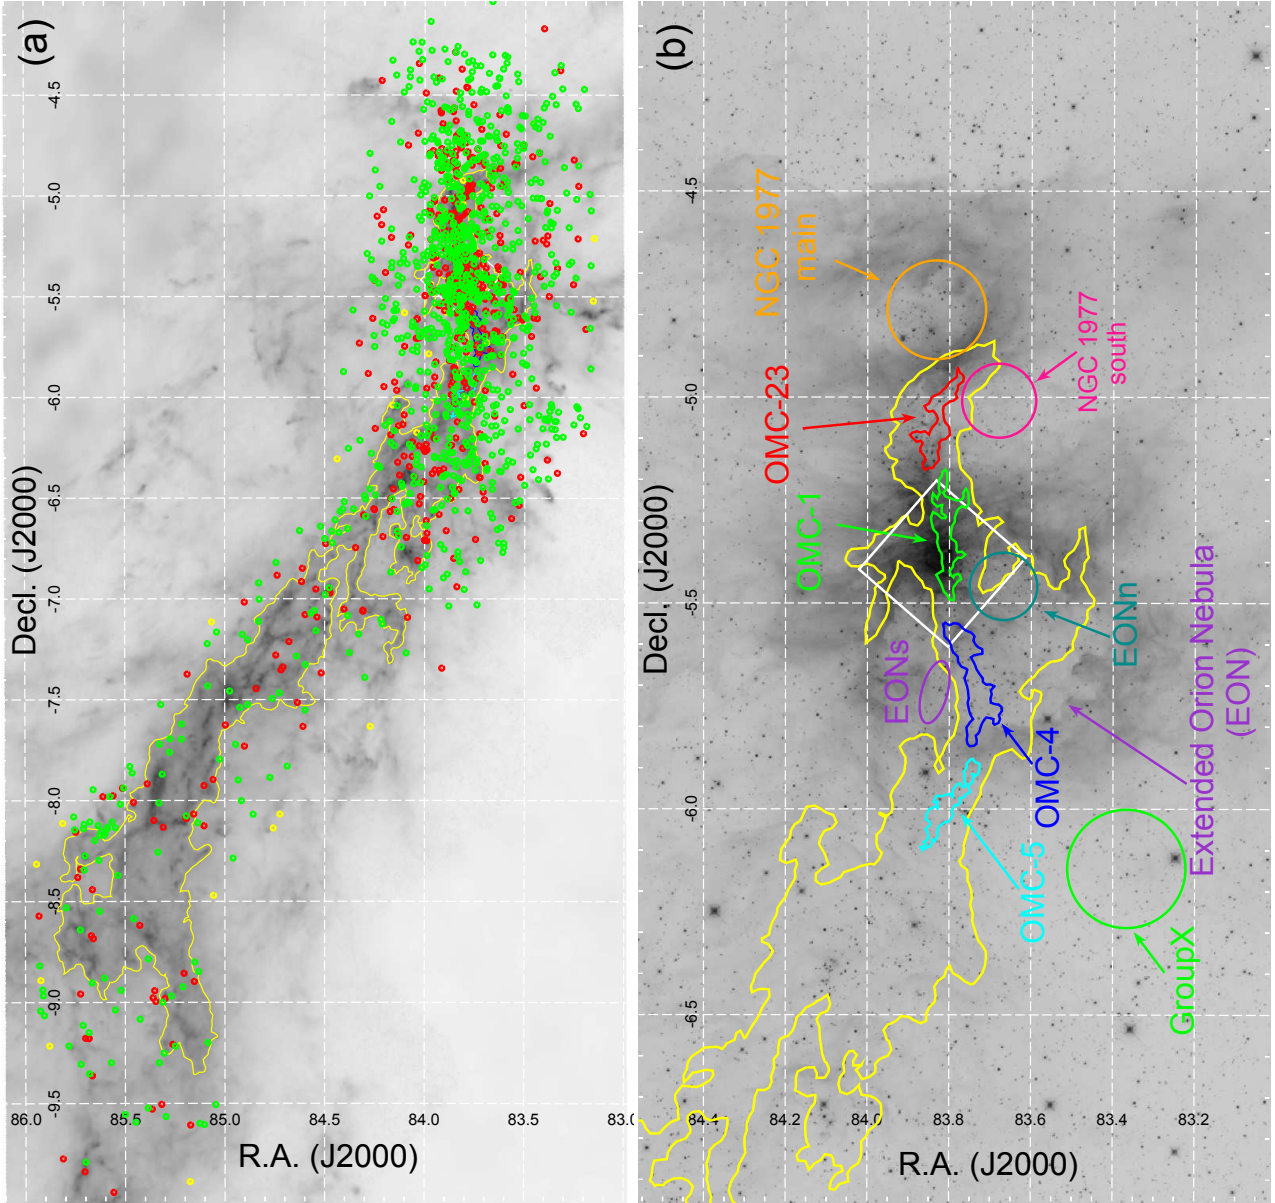 (a)
Decl. (J2000)
-4.5
-5.0
-5.5
-6.0
-6.5
-7.0
-7.5
-8.0
-8.5
-9.0
-9.5
86.0
85.5
85.0
84.5
84.0
83.5
83.0
R.A. (J2000)
(b)
Decl. (J2000)
-4.5
-5.0
-5.5
-6.0
-6.5
84.4
84.2
84.0
83.8
83.6
83.4
83.2
R.A. (J2000)
NGC 1977
main
OMC-23
NGC 1977
south
OMC-1
EONs
EONn
OMC-4
Extended Orion Nebula
(EON)
OMC-5
GroupX